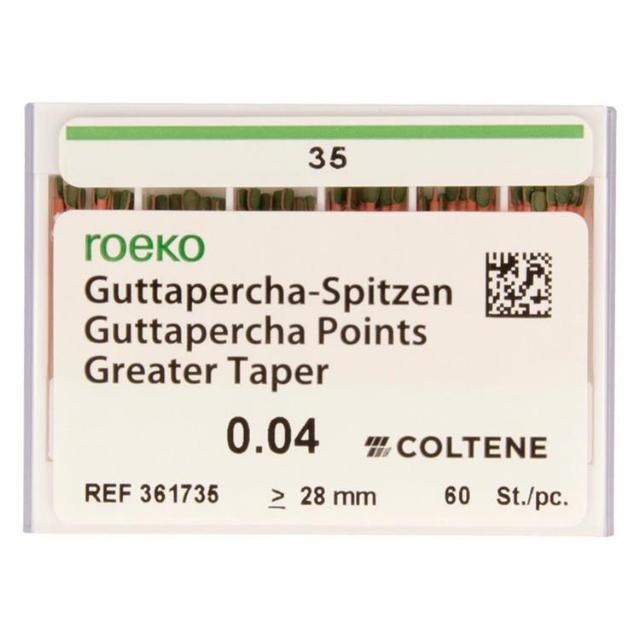 35
roeko
Guttapercha-Spitzen
Guttapercha Points
Greater Taper
0.04 COLTENE
REF 361735 ≥ 28 mm 60 St./pc.